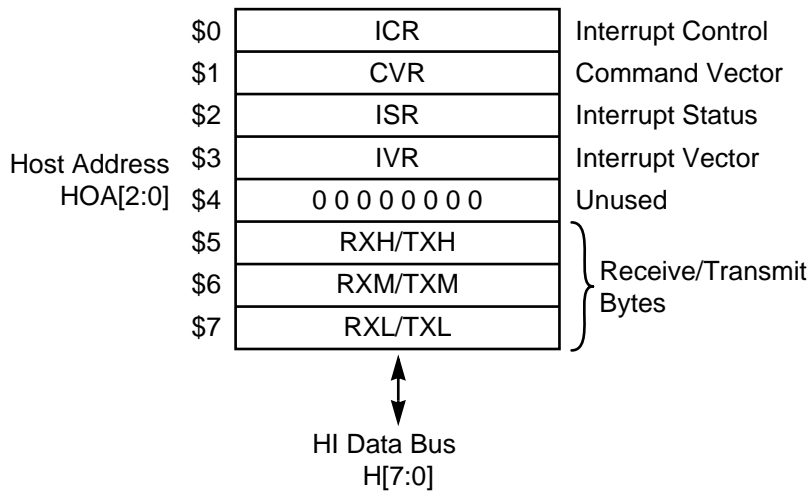 $0 ICR Interrupt Control
$1 CVR Command Vector
$2 ISR Interrupt Status
Host Address
HOA[2:0]
$3 IVR Interrupt Vector
$4 0 0 0 0 0 0 0 0 Unused
$5 RXH/TXH
$6 RXM/TXM
$7 RXL/TXL
Receive/Transmit
Bytes
HI Data Bus
H[7:0]